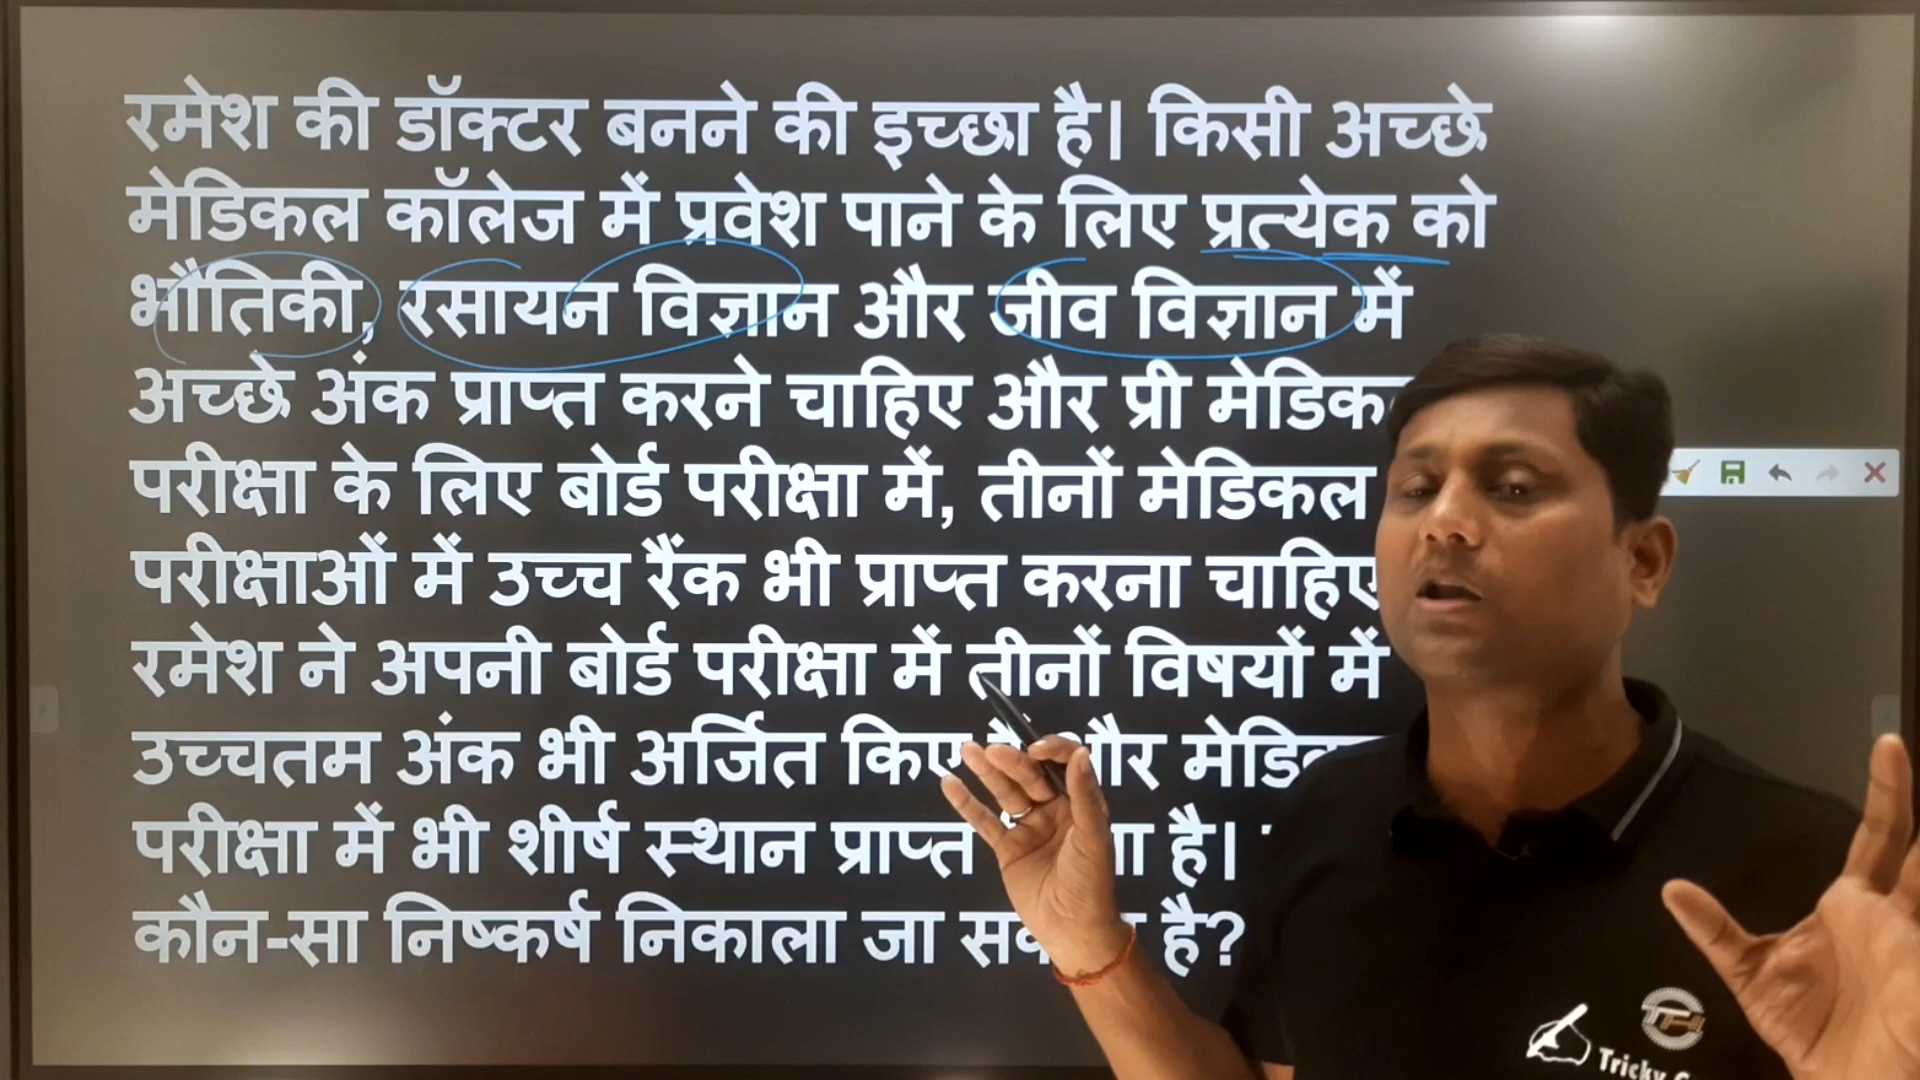 रमेश की डॉक्टर बनने की इच्छा है। किसी अच्छे
मेडिकल कॉलेज में प्रवेश पाने के लिए प्रत्येक को
भौतिकी, रसायन विज्ञान और जीव विज्ञान में
अच्छे अंक प्राप्त करने चाहिए और प्री
परीक्षा के लिए बोर्ड परीक्षा में, तीनों मेडिकल
परीक्षाओं में उच्च रैंक भी प्राप्त करना चाहिए
रमेश ने अपनी बोर्ड परीक्षा में तीनों विषयों में
उच्चतम अंक भी अर्जित किए
परीक्षा में भी शीर्ष स्थान प्राप्त है।
कौन-सा निष्कर्ष निकाला जा है?
Tricky